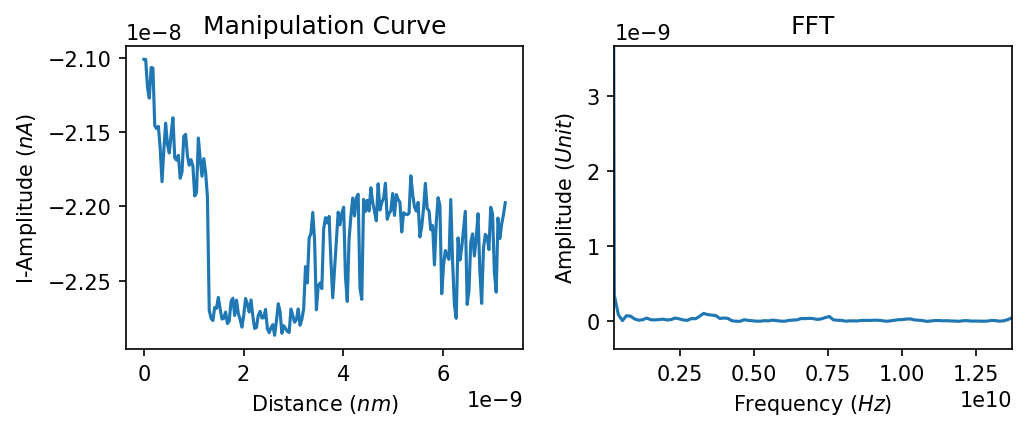 Manipulation Curve
1e−8
−2.10
−2.15
−2.20
−2.25
I-Amplitude (nA)
0 2 4 6
Distance (nm)
1e−9
FFT
1e−9
3
2
1
0
Amplitude (Unit)
0.25 0.50 0.75 1.00 1.25
Frequency (Hz)
1e10